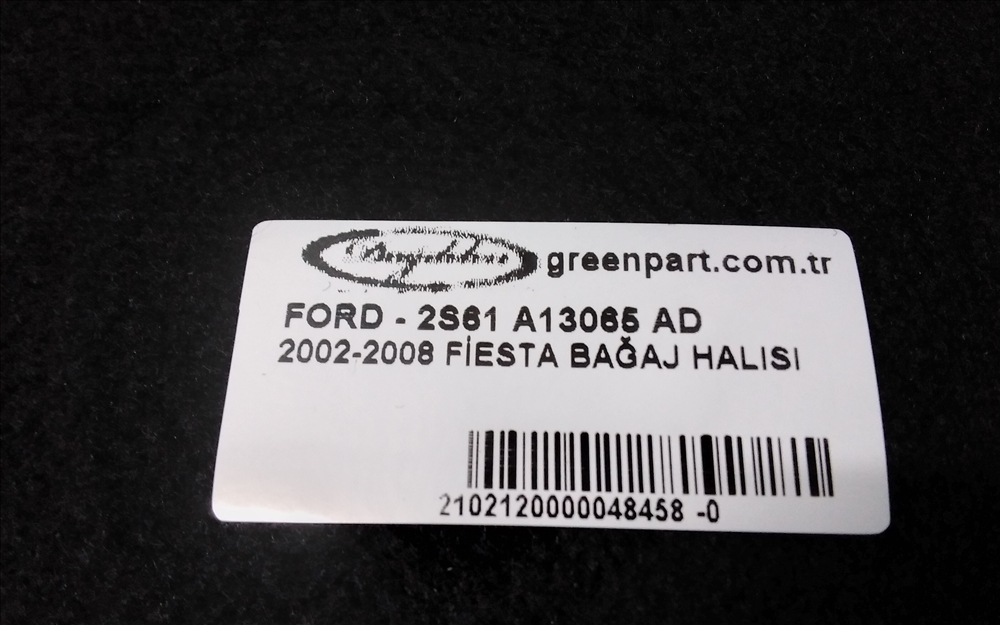 greenpart.com.tr
FORD - 2S61 A13065 AD
2002-2008 FİESTA BAĞAJ HALISI
2102120000048458 -0